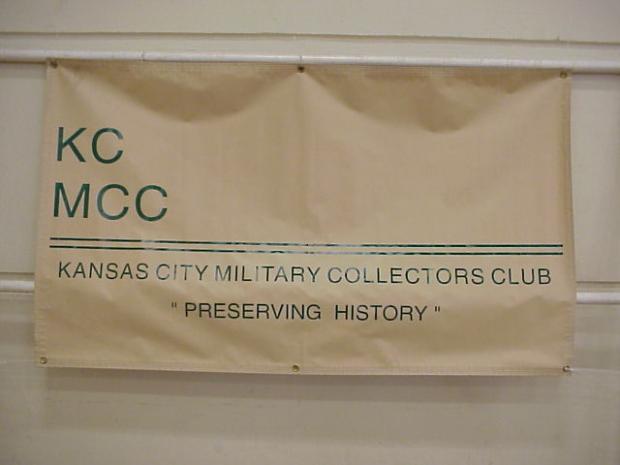 KC
MCC
KANSAS CITY MILITARY COLLECTORS CLUB
" PRESERVING HISTORY "